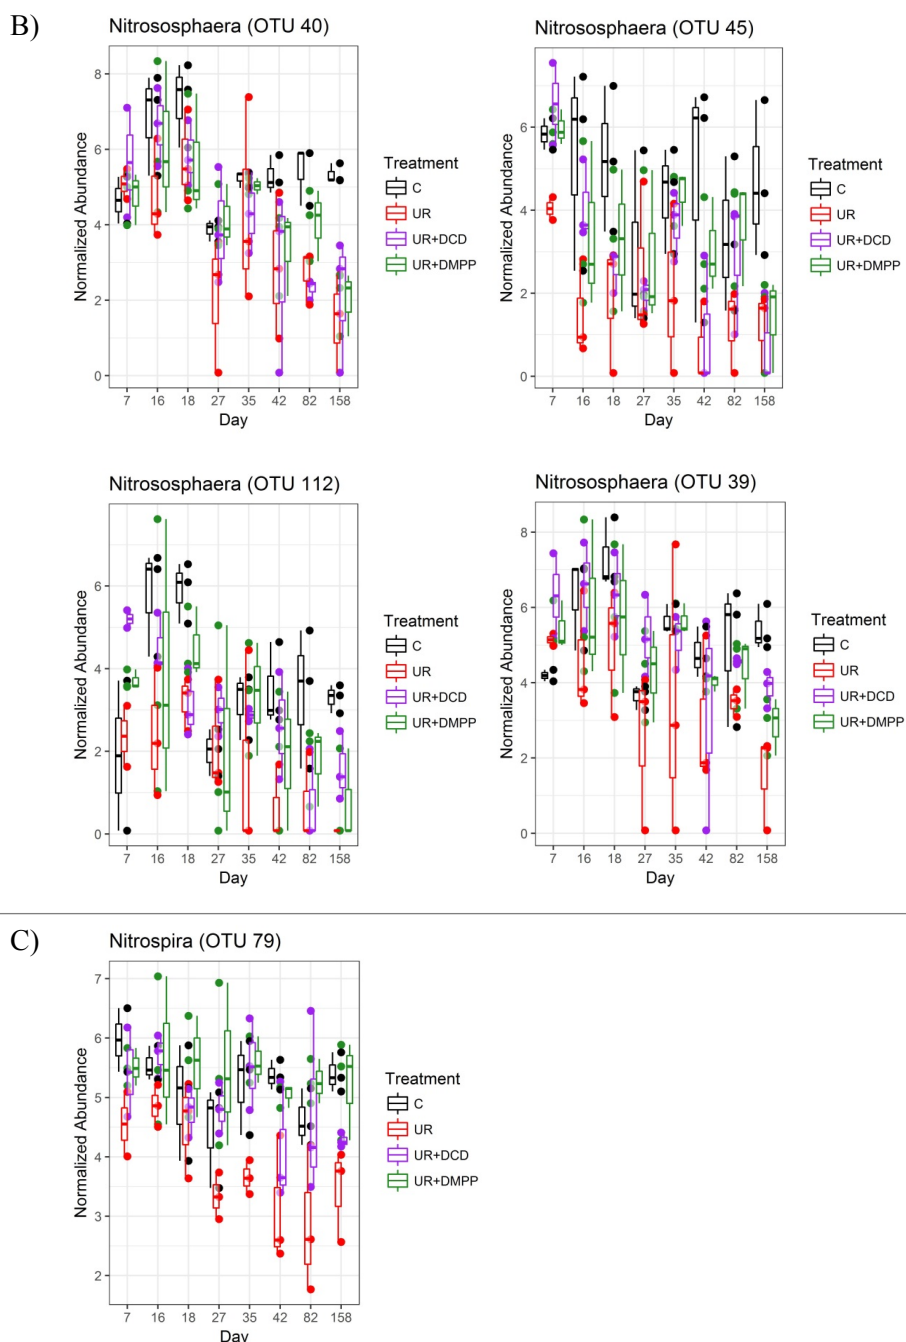 B)
Nitrososphaera (OTU 40)
8
6
4
2
0
Normalized Abundance
7 16 18 27 35 42 82 158
Day
Treatment
C
UR
UR+DCD
UR+DMPP
Nitrososphaera (OTU 45)
6
4
2
0
Normalized Abundance
7 16 18 27 35 42 82 158
Day
Treatment
C
UR
UR+DCD
UR+DMPP
Nitrososphaera (OTU 112)
6
4
2
0
Normalized Abundance
7 16 18 27 35 42 82 158
Day
Treatment
C
UR
UR+DCD
UR+DMPP
Nitrososphaera (OTU 39)
8
6
4
2
0
Normalized Abundance
7 16 18 27 35 42 82 158
Day
Treatment
C
UR
UR+DCD
UR+DMPP
C)
Nitrospira (OTU 79)
7
6
5
4
3
2
Normalized Abundance
7 16 18 27 35 42 82 158
Day
Treatment
C
UR
UR+DCD
UR+DMPP